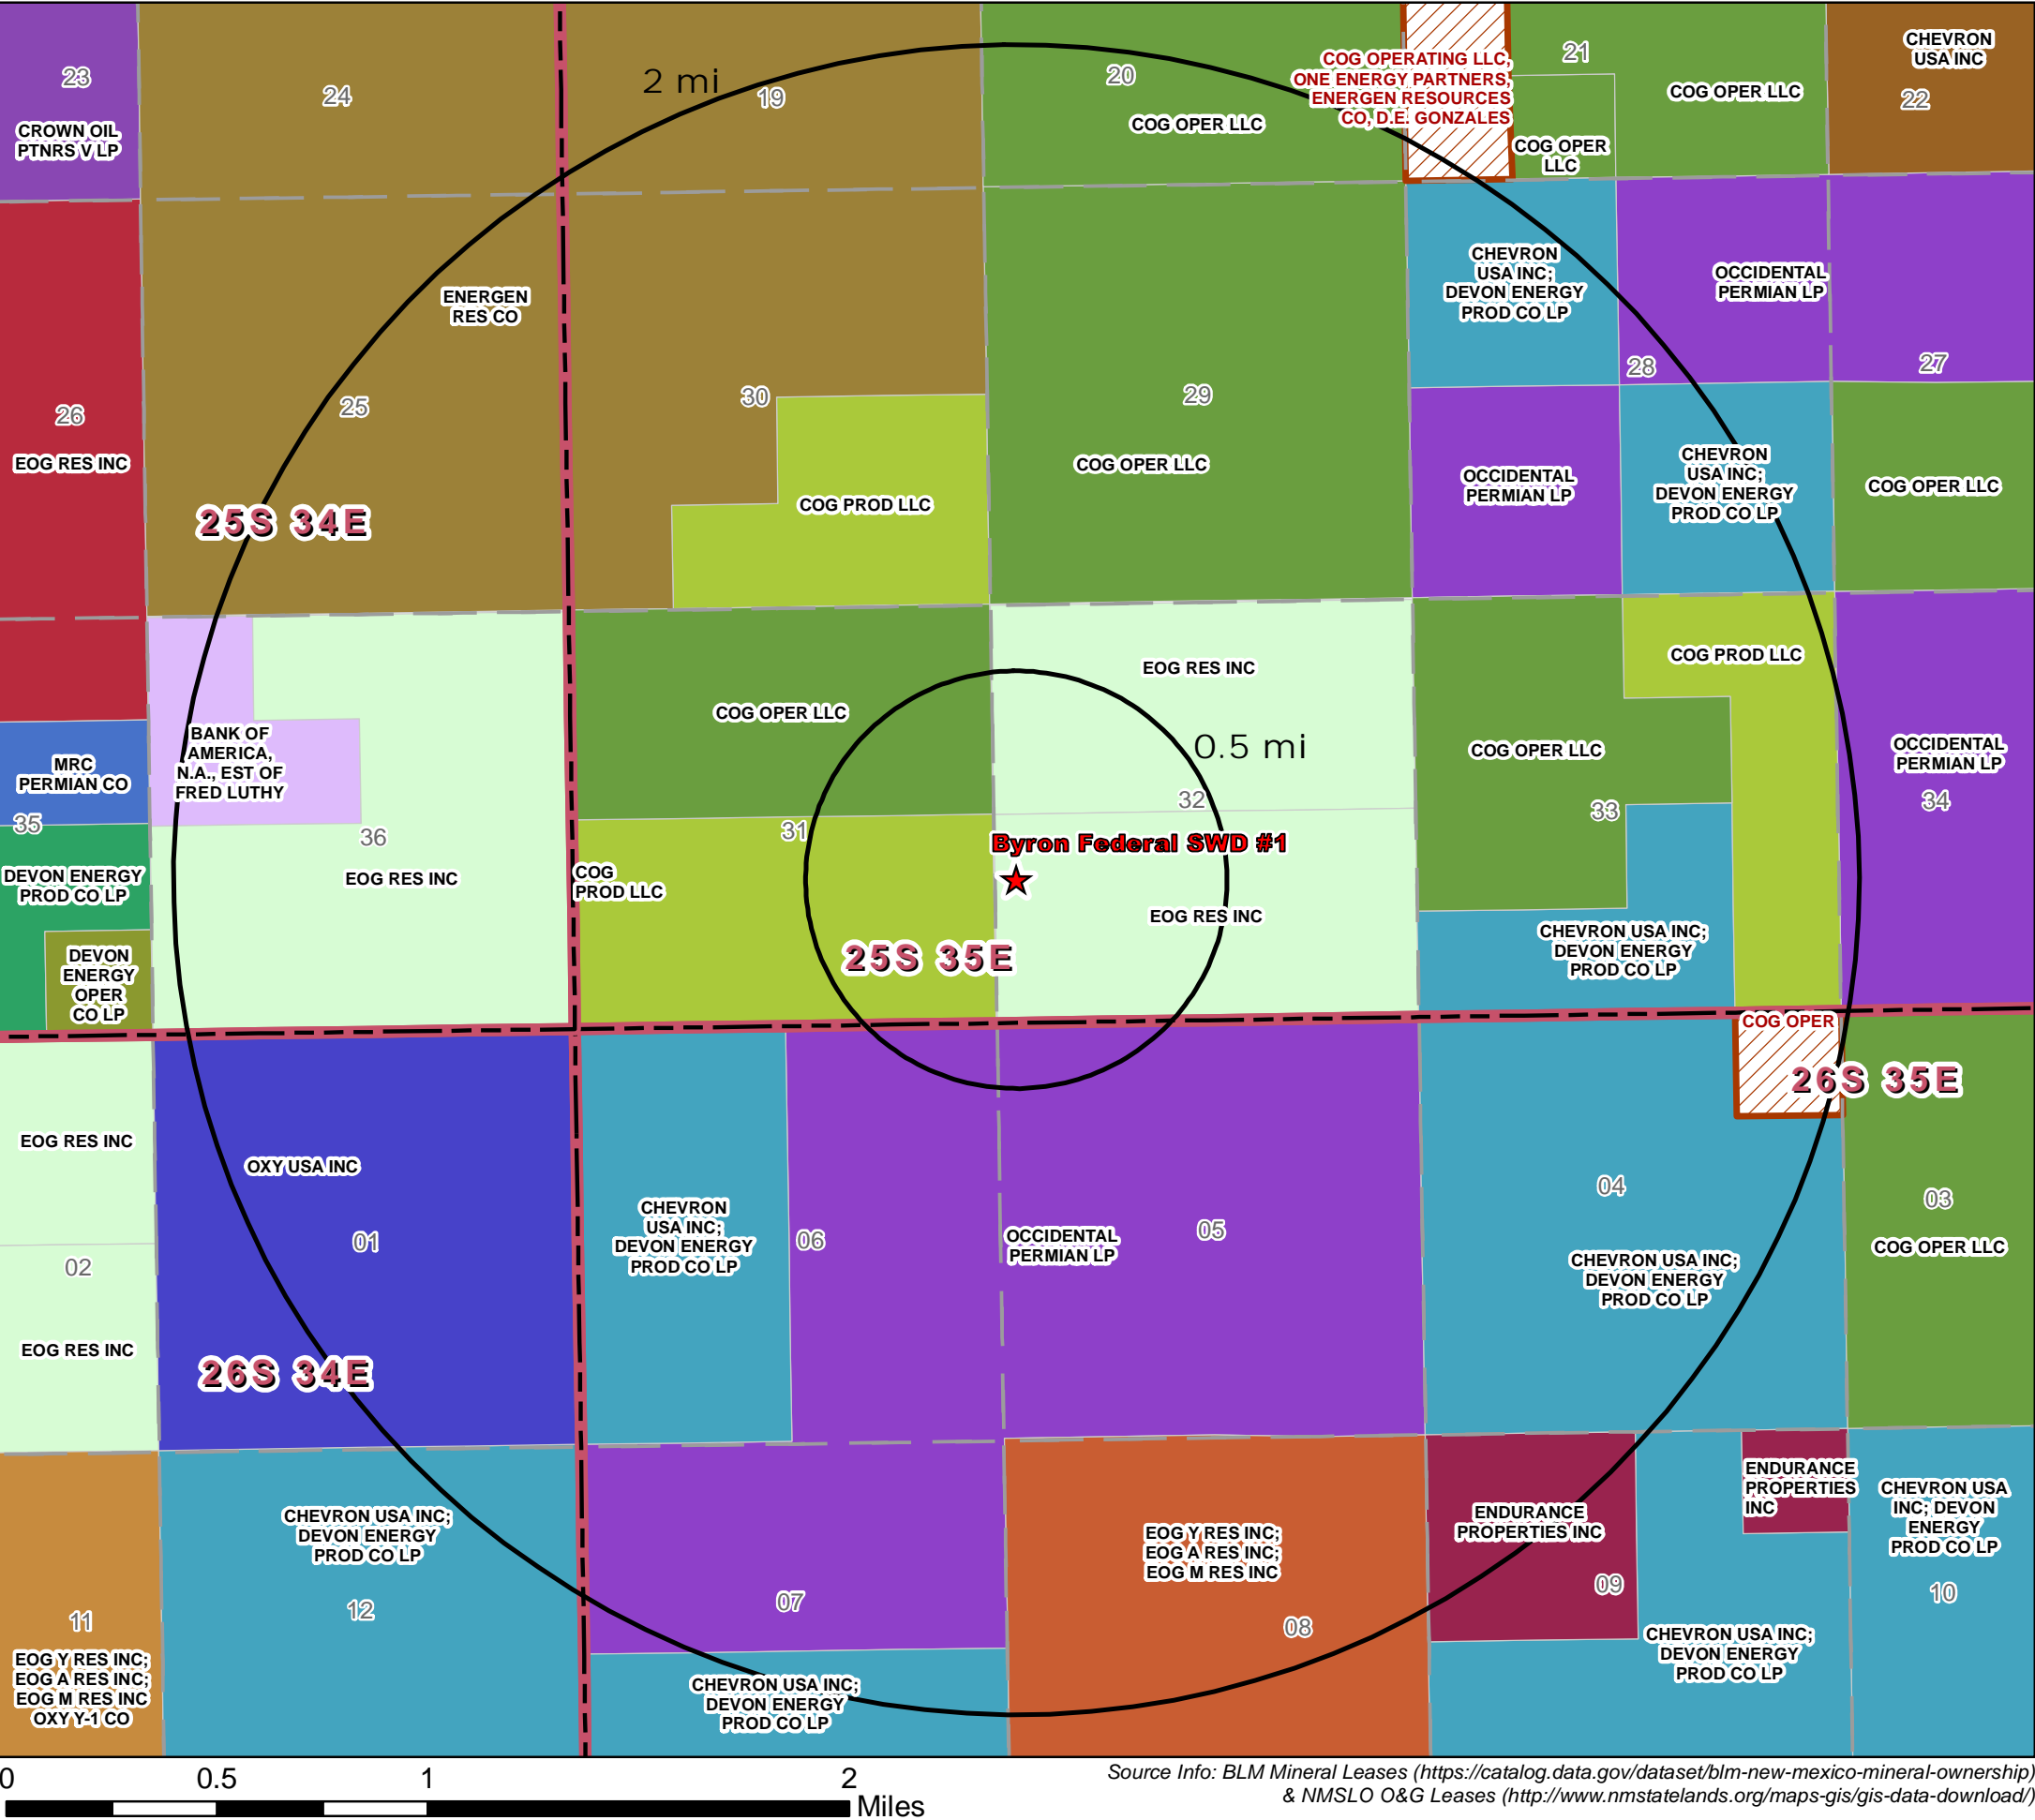 23
CROWN OIL
PTNRS V LP
24
2 mi
19
20
COG OPER LLC
COG OPERATING LLC,
ONE ENERGY PARTNERS,
ENERGEN RESOURCES
CO, D.E. GONZALES
21
COG OPER
LLC
COG OPER LLC
CHEVRON
USA INC
22
26
EOG RES INC
ENERGEN
RES CO
25
25S 34E
30
COG PROD LLC
29
COG OPER LLC
CHEVRON
USA INC;
DEVON ENERGY
PROD CO LP
OCCIDENTAL
PERMIAN LP
28
27
OCCIDENTAL
PERMIAN LP
CHEVRON
USA INC;
DEVON ENERGY
PROD CO LP
COG OPER LLC
BANK OF
AMERICA,
N.A., EST OF
FRED LUTHY
MRC
PERMIAN CO
35
36
EOG RES INC
DEVON ENERGY
PROD CO LP
DEVON
ENERGY
OPER
CO LP
COG OPER LLC
31
COG
PROD LLC
25S 35E
EOG RES INC
0.5 mi
32
Byron Federal SWD #1
EOG RES INC
COG PROD LLC
COG OPER LLC
33
CHEVRON USA INC;
DEVON ENERGY
PROD CO LP
OCCIDENTAL
PERMIAN LP
34
COG OPER
26S 35E
EOG RES INC
02
EOG RES INC
OXY USA INC
01
26S 34E
CHEVRON
USA INC;
DEVON ENERGY
PROD CO LP
06
OCCIDENTAL
PERMIAN LP
05
04
CHEVRON USA INC;
DEVON ENERGY
PROD CO LP
03
COG OPER LLC
11
EOG Y RES INC;
EOG A RES INC;
EOG M RES INC
OXY Y-1 CO
CHEVRON USA INC;
DEVON ENERGY
PROD CO LP
12
07
CHEVRON USA INC;
DEVON ENERGY
PROD CO LP
EOG Y RES INC;
EOG A RES INC;
EOG M RES INC
08
ENDURANCE
PROPERTIES INC
09
ENDURANCE
PROPERTIES
INC
CHEVRON USA INC;
DEVON ENERGY
PROD CO LP
CHEVRON USA
INC; DEVON
ENERGY
PROD CO LP
10
0 0.5 1 2
Miles
Source Info: BLM Mineral Leases (https://catalog.data.gov/dataset/blm-new-mexico-mineral-ownership)
& NMSLO O&G Leases (http://www.nmstatelands.org/maps-gis/gis-data-download/)